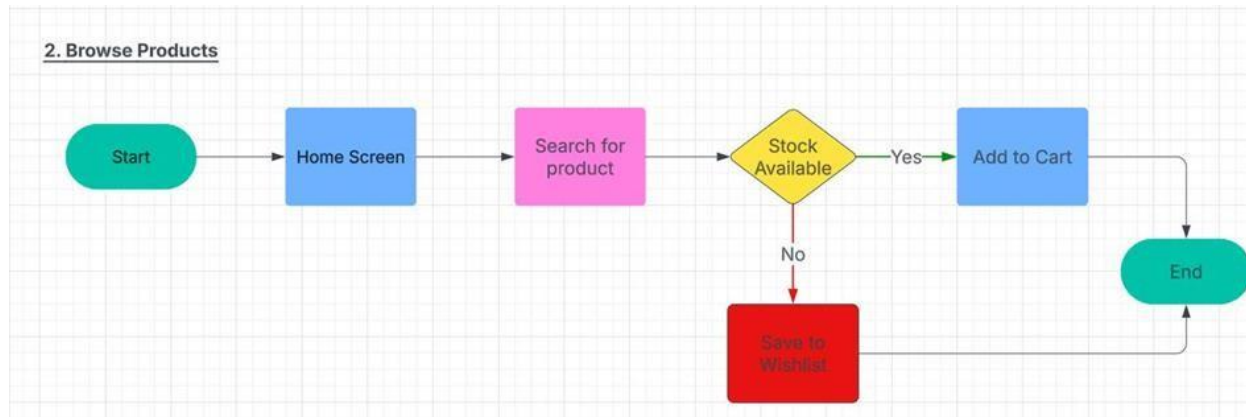 2. Browse Products
Start
Home Screen
Search for
product
Stock
Available
Yes
Add to Cart
No
End
Save to
Wishlist